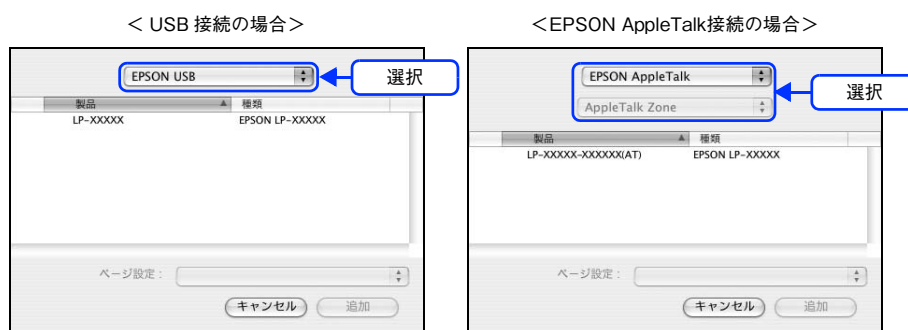 < USB 接続の場合>
EPSON USB
選択
製品 種類
LP-XXXXX EPSON LP-XXXXX
ページ設定:
キャンセル 追加
<EPSON AppleTalk接続の場合>
EPSON AppleTalk
AppleTalk Zone
選択
製品 種類
LP-XXXXX-XXXXXX(AT) EPSON LP-XXXXX
ページ設定:
キャンセル 追加